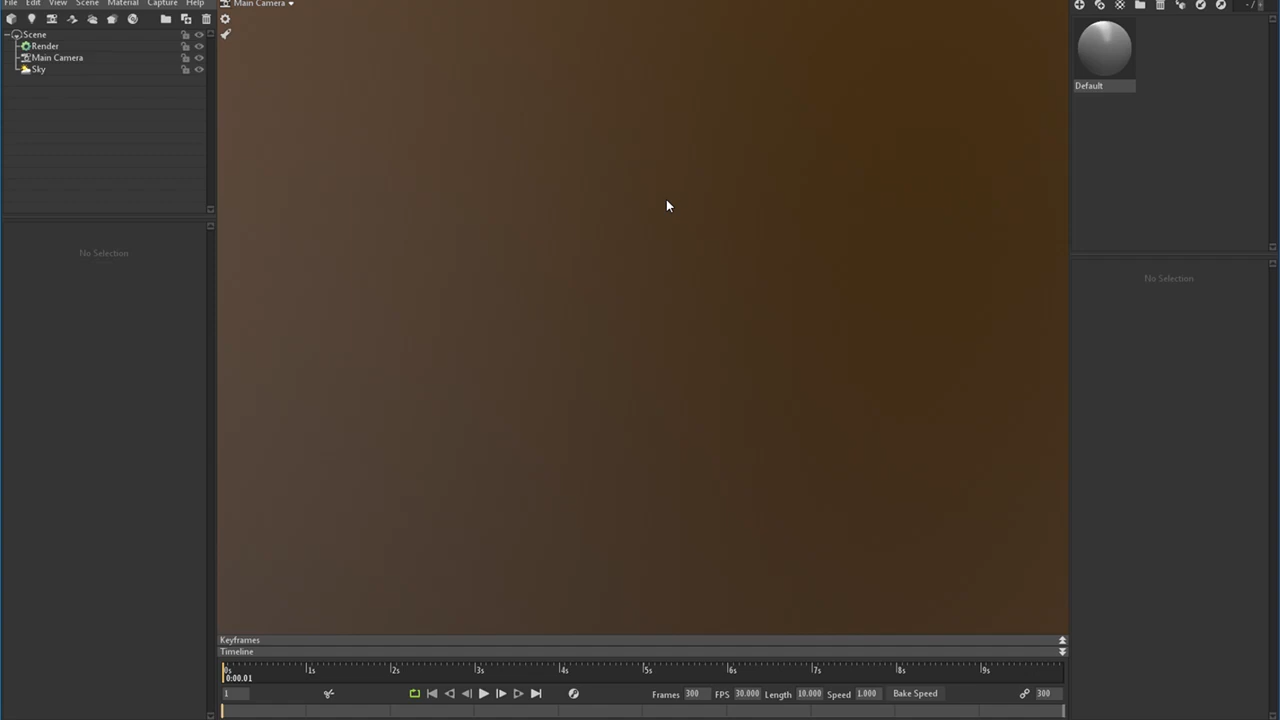 File Edit View Scene Material Capture Help
Main Camera
Scene
Render
Main Camera
Sky
No Selection
Default
No Selection
Keyframes
Timeline
0s 1s 2s 3s 4s 5s 6s 7s 8s 9s
0:00.01
1 Frames 300 FPS 30.000 Length 10.000 Speed 1.000 Bake Speed 300